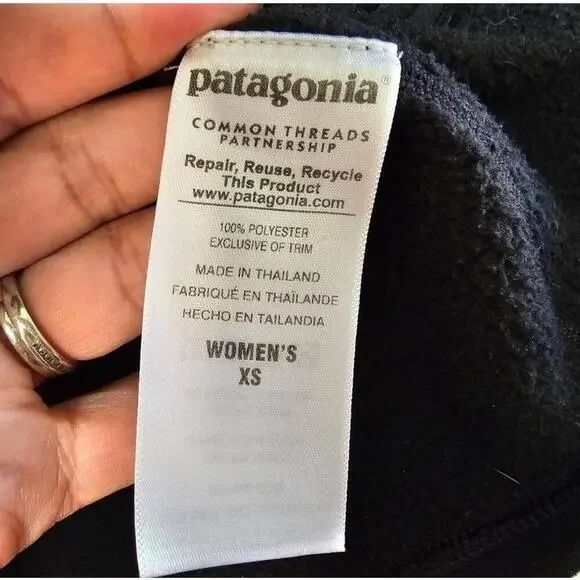 patagonia®
COMMON THREADS
PARTNERSHIP
Repair, Reuse, Recycle
This Product
www.patagonia.com
100% POLYESTER
EXCLUSIVE OF TRIM
MADE IN THAILAND
FABRIQUÉ EN THAÏLANDE
HECHO EN TAILANDIA
WOMEN'S
XS